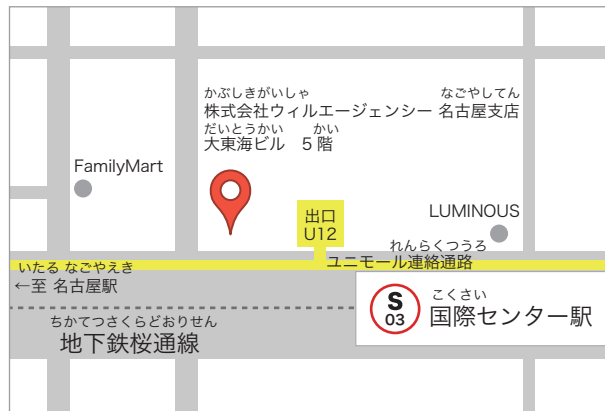 かぶしきがいしゃ なごやしてん
株式会社ウィルエージェンシー 名古屋支店
だいとうかい かい
大東海ビル 5階
FamilyMart
出口
U12
LUMINOUS
れんらくつうろ
ユニモール連絡通路
いたる なごやえき
←至 名古屋駅
S
03
こくさい
国際センター駅
ちかてつさくらどおりせん
地下鉄桜通線